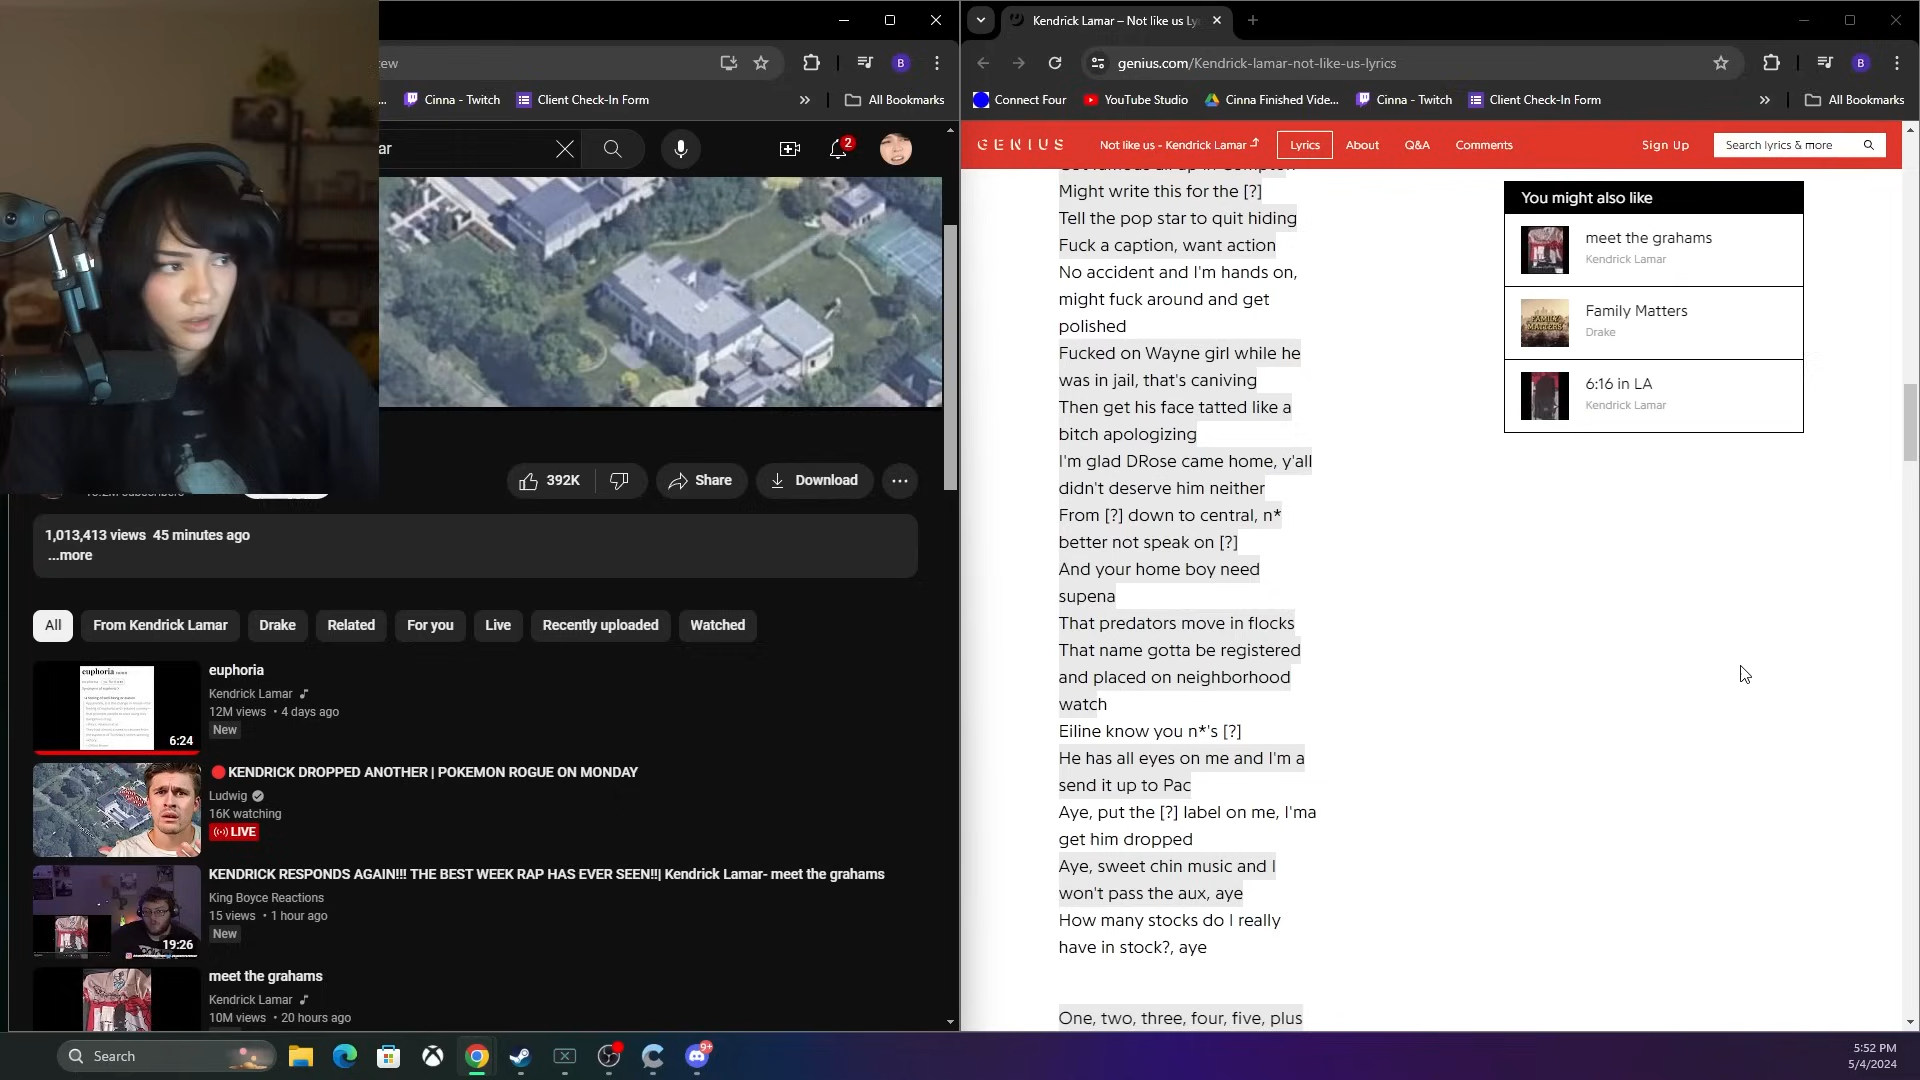 ew
B
Cinna - Twitch
Client Check-In Form
»
All Bookmarks
ar
2
392K
Share
Download
1,013,413 views 45 minutes ago
...more
All
From Kendrick Lamar
Drake
Related
For you
Live
Recently uploaded
Watched
euphoria
Kendrick Lamar
12M views • 4 days ago
New
6:24
KENDRICK DROPPED ANOTHER | POKEMON ROGUE ON MONDAY
Ludwig
16K watching
LIVE
KENDRICK RESPONDS AGAIN!!! THE BEST WEEK RAP HAS EVER SEEN!!| Kendrick Lamar- meet the grahams
King Boyce Reactions
15 views • 1 hour ago
New
19:26
meet the grahams
Kendrick Lamar
10M views • 20 hours ago
Kendrick Lamar – Not like us Ly
genius.com/Kendrick-lamar-not-like-us-lyrics
B
Connect Four
YouTube Studio
Cinna Finished Vide...
Cinna - Twitch
Client Check-In Form
»
All Bookmarks
GENIUS
Not like us - Kendrick Lamar
Lyrics
About
Q&A
Comments
Sign Up
Search lyrics & more
Might write this for the [?]
Tell the pop star to quit hiding
Fuck a caption, want action
No accident and I'm hands on,
might fuck around and get
polished
Fucked on Wayne girl while he
was in jail, that's caniving
Then get his face tatted like a
bitch apologizing
I'm glad DRose came home, y'all
didn't deserve him neither
From [?] down to central, n*
better not speak on [?]
And your home boy need
supena
That predators move in flocks
That name gotta be registered
and placed on neighborhood
watch
Eiline know you n*'s [?]
He has all eyes on me and I'm a
send it up to Pac
Aye, put the [?] label on me, I'ma
get him dropped
Aye, sweet chin music and I
won't pass the aux, aye
How many stocks do I really
have in stock?, aye
One, two, three, four, five, plus
You might also like
meet the grahams
Kendrick Lamar
Family Matters
Drake
6:16 in LA
Kendrick Lamar
Search
9+
5:52 PM
5/4/2024